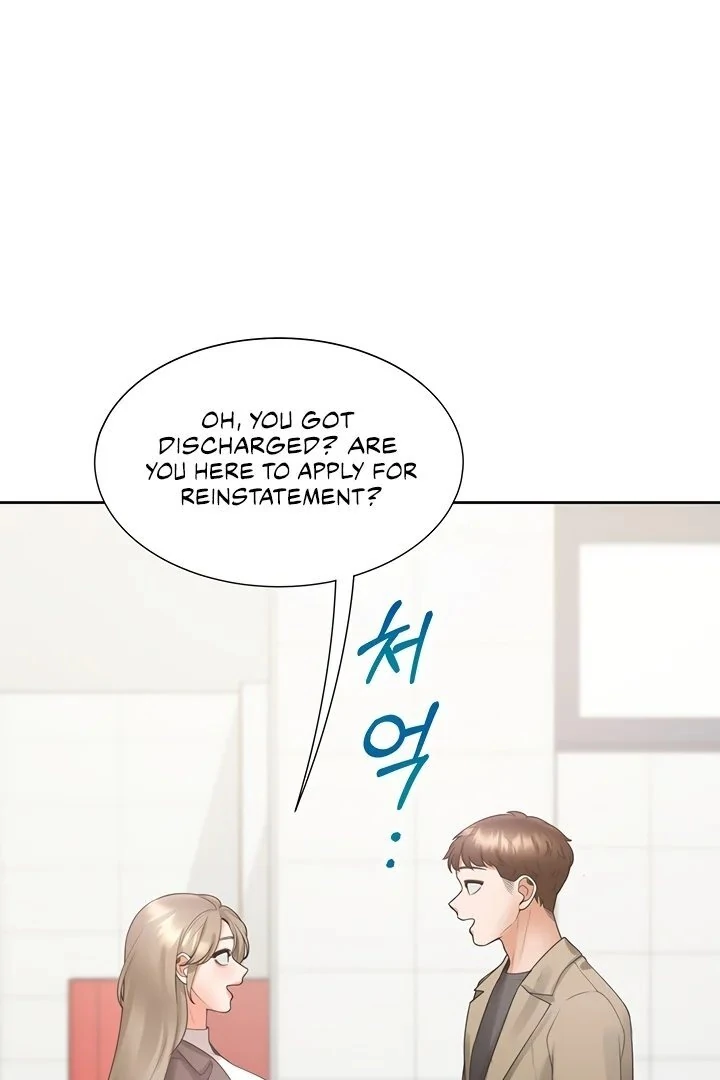 OH, YOU GOT
DISCHARGED? ARE
YOU HERE TO APPLY FOR
REINSTATEMENT?
처
억
: